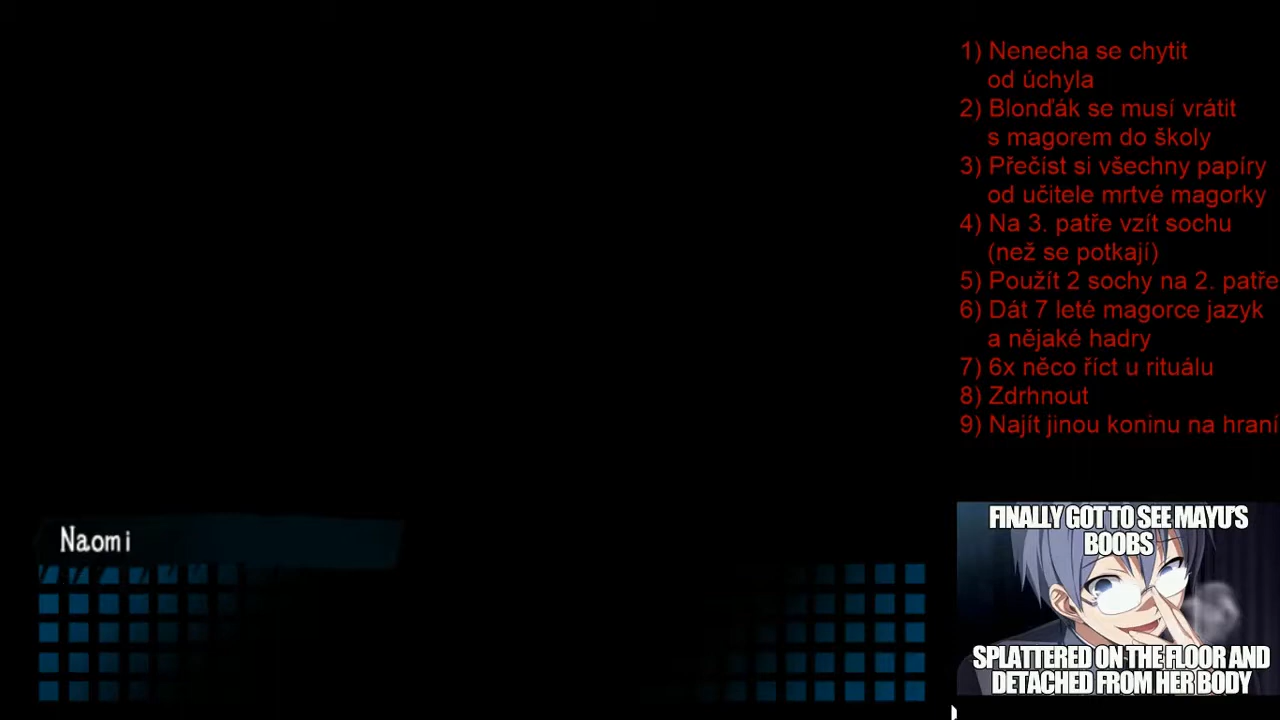 1) Nenecha se chytit
od úchyla
2) Blonďák se musí vrátit
s magorem do školy
3) Přečíst si všechny papíry
od učitele mrtvé magorky
4) Na 3. patře vzít sochu
(než se potkají)
5) Použít 2 sochy na 2. patře
6) Dát 7 leté magorce jazyk
a nějaké hadry
7) 6x něco říct u rituálu
8) Zdrhnout
9) Najít jinou koninu na hraní
Naomi
FINALLY GOT TO SEE MAYU'S
BOOBS
SPLATTERED ON THE FLOOR AND
DETACHED FROM HER BODY